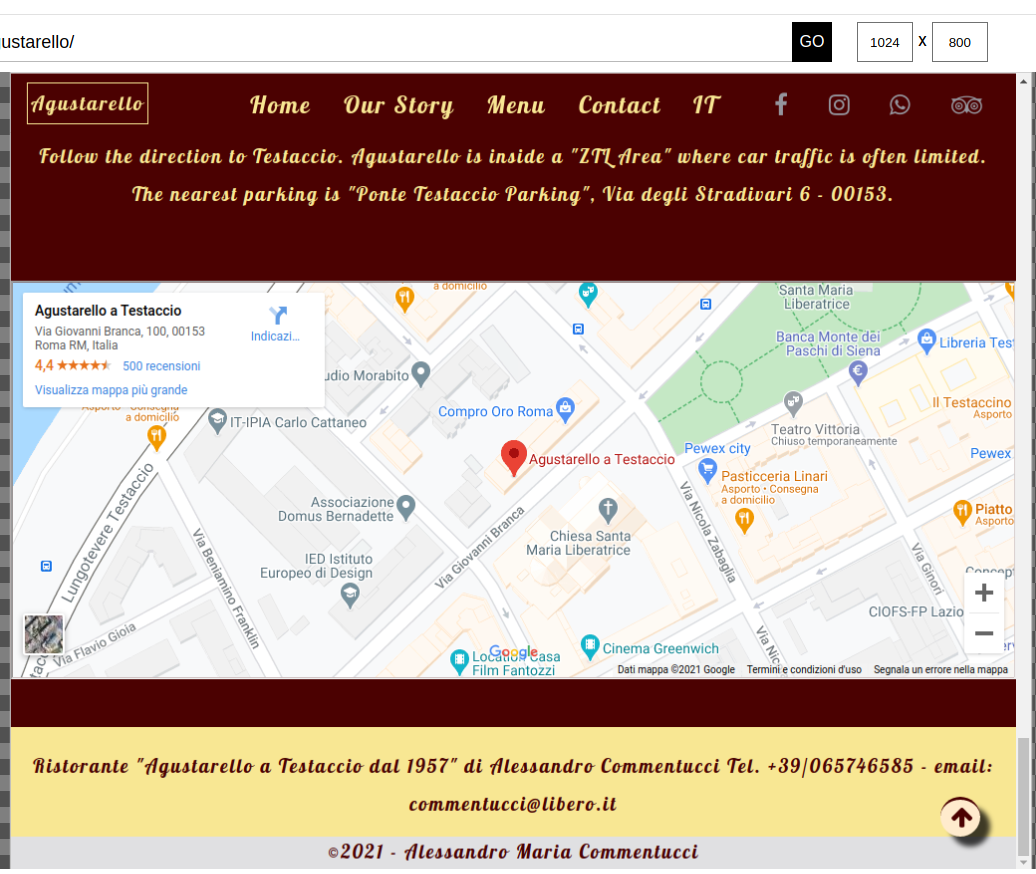 ustarello/
GO
1024 x 800
Agustarello
Home Our Story Menu Contact IT
Follow the direction to Testaccio. Agustarello is inside a "ZTL Area" where car traffic is often limited.
The nearest parking is "Ponte Testaccio Parking", Via degli Stradivari 6 - 00153.
Agustarello a Testaccio
Via Giovanni Branca, 100, 00153
Roma RM, Italia
4,4 500 recensioni
Visualizza mappa più grande
Indicazi...
a domicilio
Santa Maria
Liberatrice
Banca Monte dei
Paschi di Siena
Libreria Tes
udio Morabito
Asporto · Consegna
a domicilio
IT-IPIA Carlo Cattaneo
Compro Oro Roma
Il Testaccino
Asporto
Teatro Vittoria
Chiuso temporaneamente
Pewex city
Pewex
Agustarello a Testaccio
Pasticceria Linari
Asporto • Consegna
a domicilio
Associazione
Domus Bernadette
Piatto
Asporto
Chiesa Santa
Maria Liberatrice
IED Istituto
Europeo di Design
Lungotevere Testaccio
Via Beniamino Franklin
Via Giovanni Branca
Via Nicola Zabaglia
Via Ginori
Concept
CIOFS-FP Lazio
Via Flavio Gioia
Via Nic
Cinema Greenwich
Google
Location Casa
Film Fantozzi
Dati mappa ©2021 Google Termini e condizioni d'uso Segnala un errore nella mappa
Ristorante "Agustarello a Testaccio dal 1957" di Alessandro Commentucci Tel. +39/065746585 - email:
commentucci@libero.it
©2021 - Alessandro Maria Commentucci